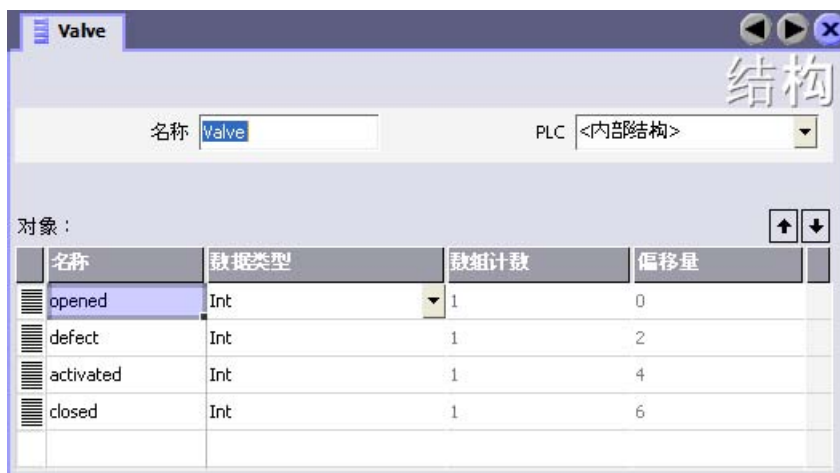 Valve
结构
名称 Valve PLC <内部结构>
对象：
名称 数据类型 数组计数 偏移量
opened Int 1 0
defect Int 1 2
activated Int 1 4
closed Int 1 6